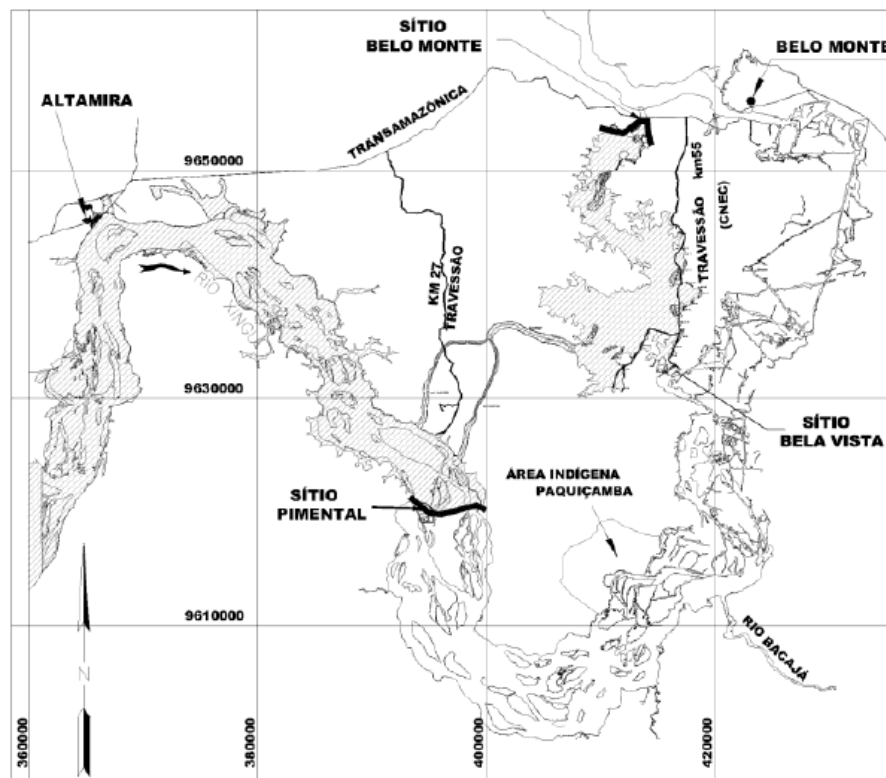 SÍTIO
BELO MONTE
BELO MONTE
ALTAMIRA
TRANSAMAZÔNICA
9650000
km55
TRAVESSÃO
(CNEC)
RIO XINGU
KM 27
TRAVESSÃO
9630000
SÍTIO
BELA VISTA
ÁREA INDÍGENA
PAQUIÇAMBA
SÍTIO
PIMENTAL
9610000
RIO BACAJÁ
N
360000
380000
400000
420000